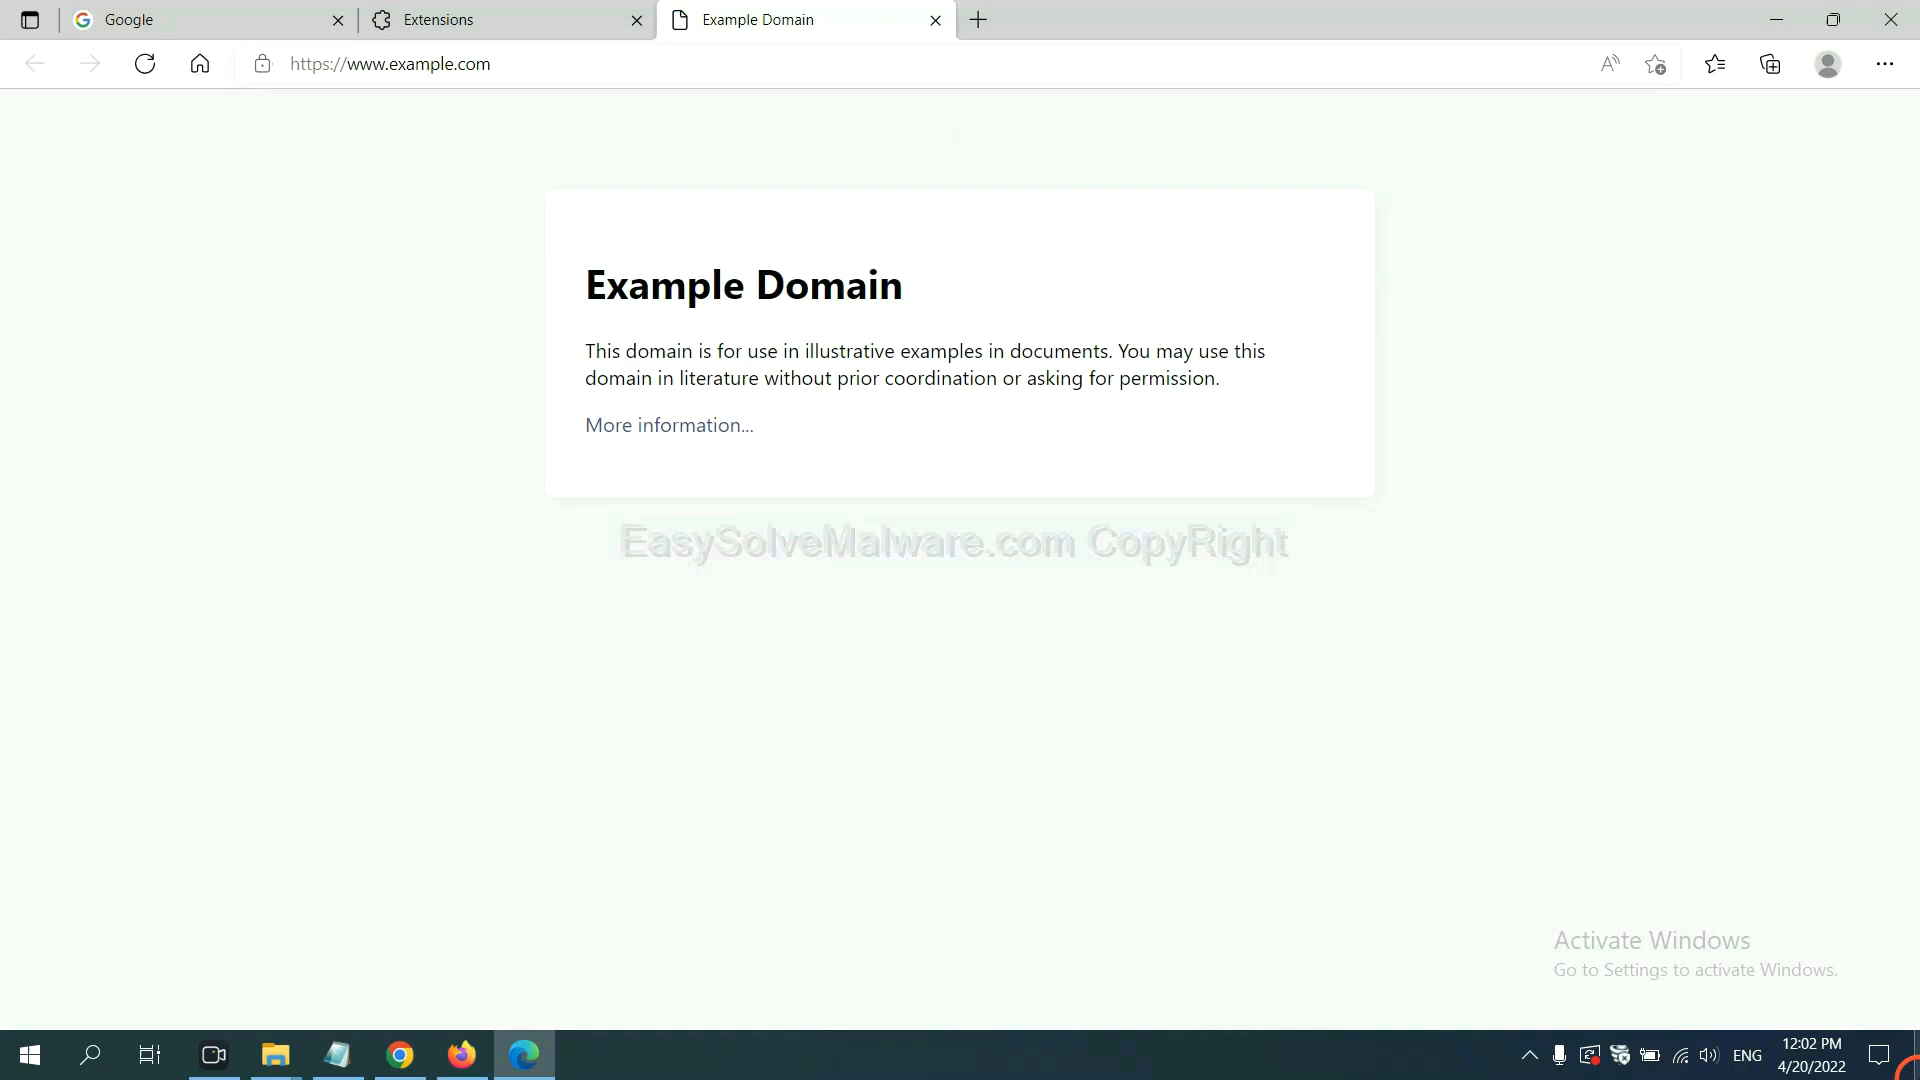 Google
Extensions
Example Domain
https://www.example.com
Example Domain
This domain is for use in illustrative examples in documents. You may use this
domain in literature without prior coordination or asking for permission.
More information...
EasySolveMalware.com CopyRight
Activate Windows
Go to Settings to activate Windows.
ENG
12:02 PM
4/20/2022